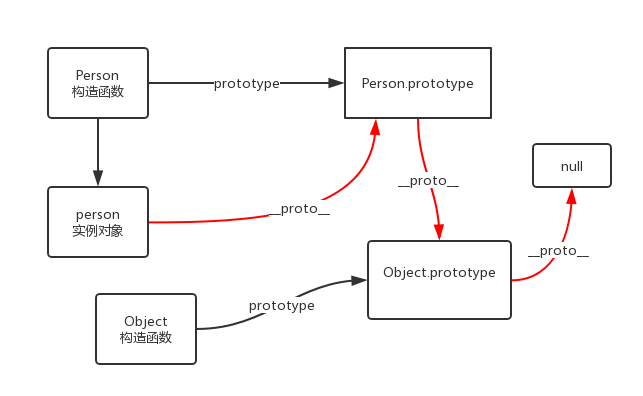 Person
构造函数
prototype
Person.prototype
null
person
实例对象
__proto__
__proto__
Object.prototype
__proto__
Object
构造函数
prototype